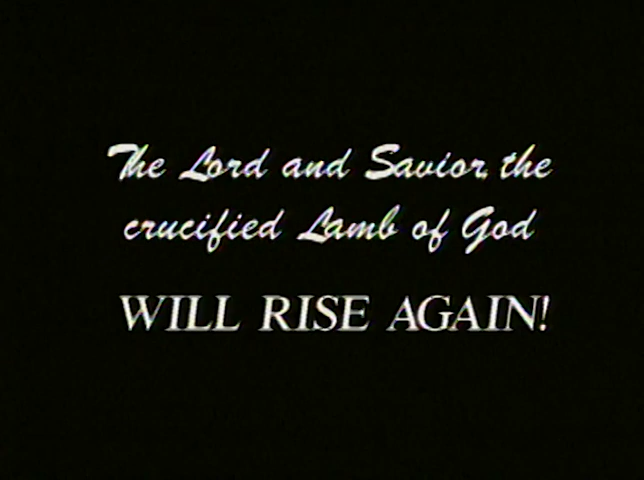 The Lord and Savior, the
crucified Lamb of God
WILL RISE AGAIN!